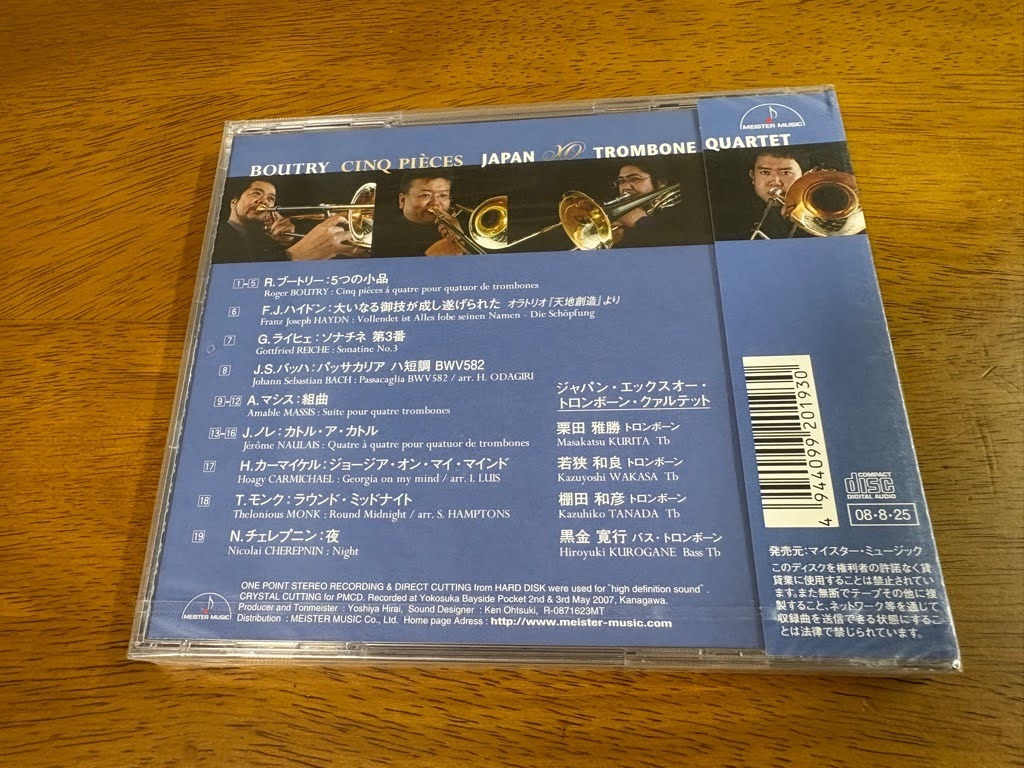 BOUTRY CINQ PIÈCES JAPAN XO TROMBONE QUARTET
MEISTER MUSIC
1-5 R.ブートリー：5つの小品
Roger BOUTRY : Cinq pièces à quatre pour quatuor de trombones
6 F.J.ハイドン：大いなる御技が成し遂げられた オラトリオ『天地創造』より
Franz Joseph HAYDN : Vollendet ist Alles lobe seinen Namen - Die Schöpfung
7 G.ライヒェ：ソナチネ 第3番
Gottfried REICHE : Sonatine No.3
8 J.S.バッハ：パッサカリア ハ短調 BWV582
Johann Sebastian BACH : Passacaglia BWV582 / arr. H. ODAGIRI
9-12 A.マシス：組曲
Amable MASSIS : Suite pour quatre trombones
13-16 J.ノレ：カトル・ア・カトル
Jérôme NAULAIS : Quatre à quatre pour quatuor de trombones
17 H.カーマイケル：ジョージア・オン・マイ・マインド
Hoagy CARMICHAEL : Georgia on my mind / arr. I. LUIS
18 T.モンク：ラウンド・ミッドナイト
Thelonious MONK : Round Midnight / arr. S. HAMPTONS
19 N.チェレプニン：夜
Nicolai CHEREPNIN : Night
ジャパン・エックスオー・
トロンボーン・クァルテット
栗田 雅勝 トロンボーン
Masakatsu KURITA Tb
若狭 和良 トロンボーン
Kazuyoshi WAKASA Tb
棚田 和彦 トロンボーン
Kazuhiko TANADA Tb
黒金 寛行 バス・トロンボーン
Hiroyuki KUROGANE Bass Tb
ONE POINT STEREO RECORDING & DIRECT CUTTING from HARD DISK were used for "high definition sound".
CRYSTAL CUTTING for PMCD. Recorded at Yokosuka Bayside Pocket 2nd & 3rd May 2007, Kanagawa.
Producer and Tonmeister : Yoshiya Hirai, Sound Designer : Ken Ohtsuki, R-0871623MT
Distribution : MEISTER MUSIC Co., Ltd. Home page Adress : http://www.meister-music.com
MEISTER MUSIC
4 944099 201930
COMPACT
disc
DIGITAL AUDIO
08・8・25
発売元：マイスター・ミュージック
このディスクを権利者の許諾なく賃
貸業に使用することは禁止されてい
ます。また無断でテープその他に複
製すること、ネットワーク等を通じて
収録曲を送信できる状態にするこ
とは法律で禁じられています。